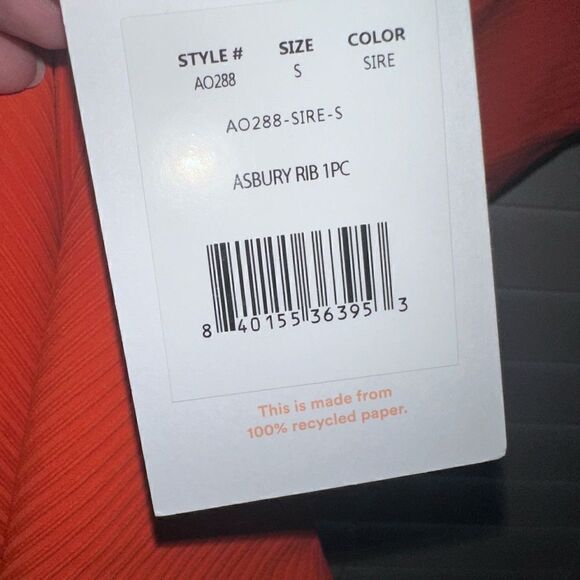 STYLE # SIZE COLOR
AO288 S SIRE
AO288-SIRE-S
ASBURY RIB 1PC
8 40155 36395 3
This is made from
100% recycled paper.